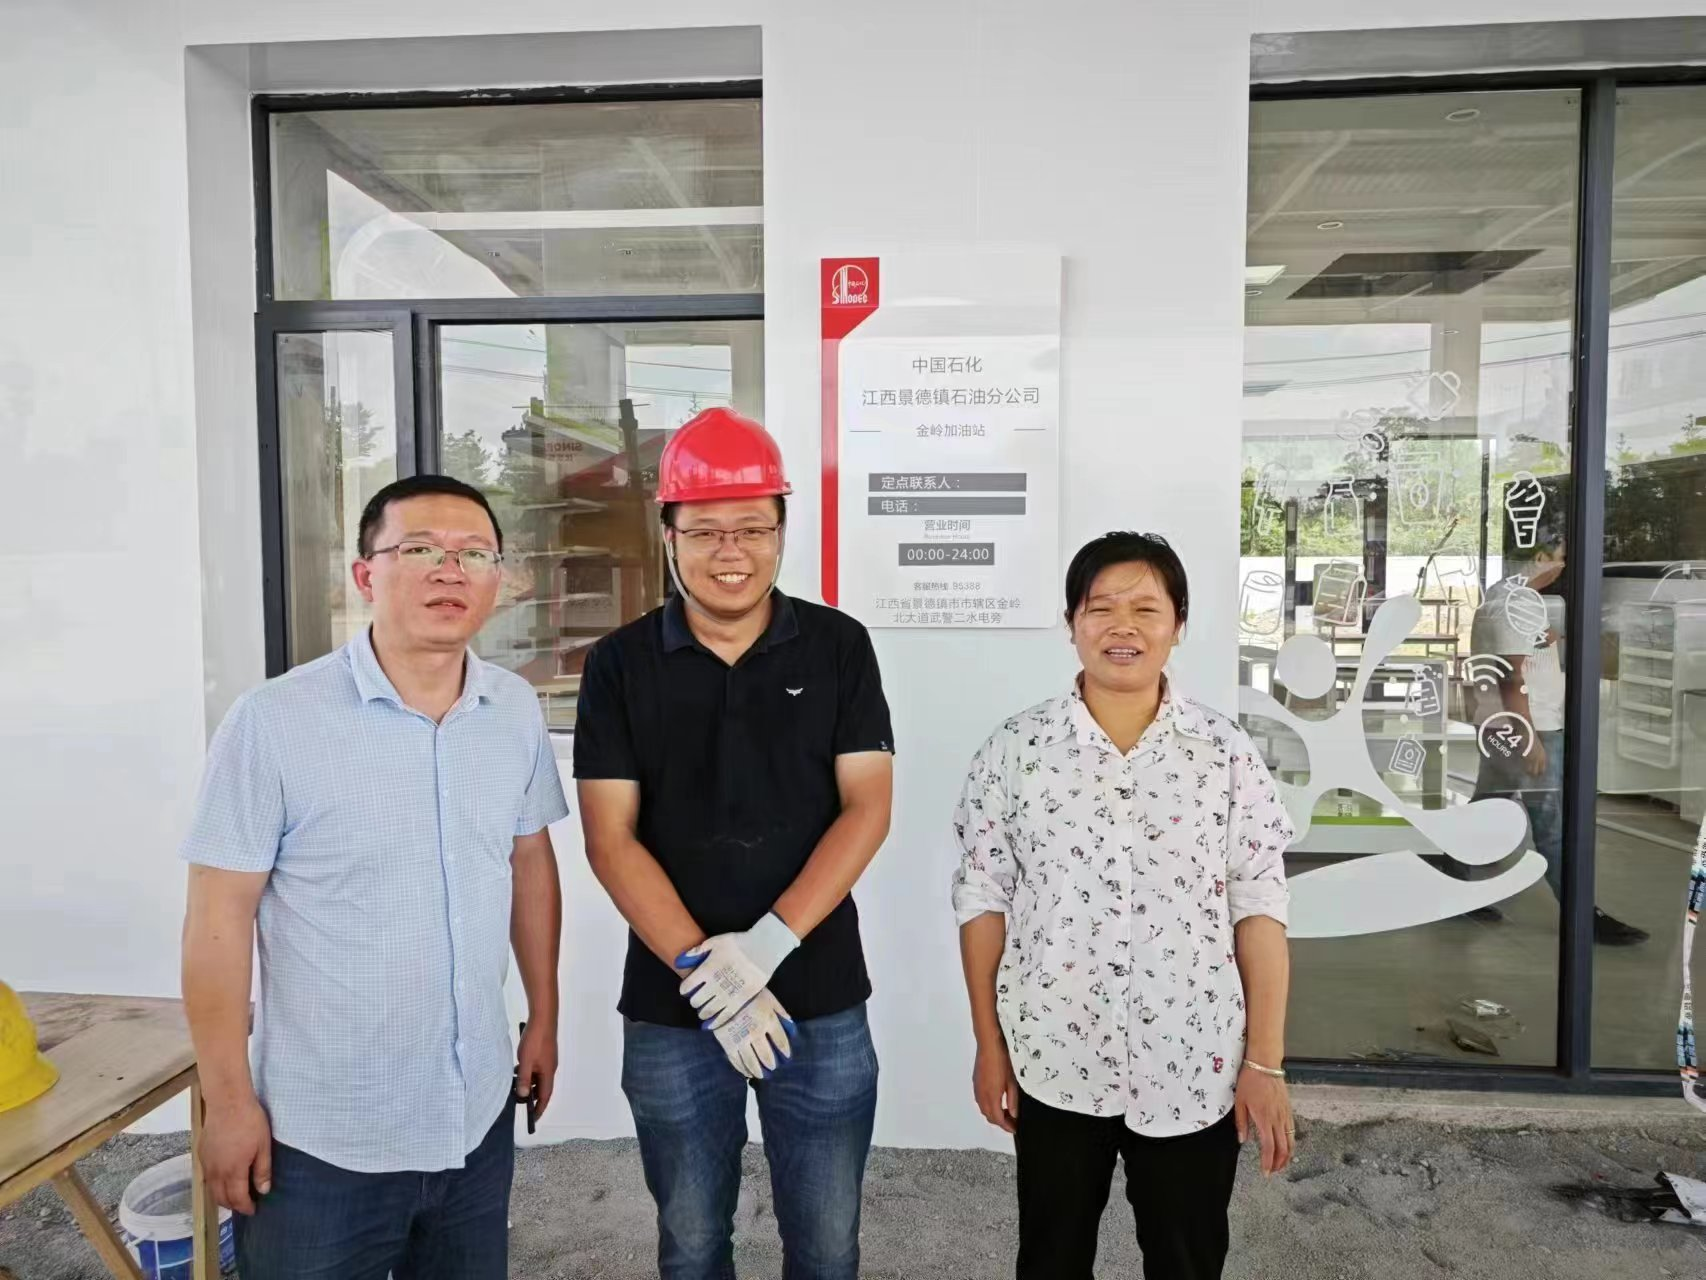 SINOPEC
中国石化
江西景德镇石油分公司
金岭加油站
定点联系人：
电话：
营业时间
Business Hours
00:00-24:00
客服热线 95388
江西省景德镇市市辖区金岭
北大道武警二水电旁
24
HOURS